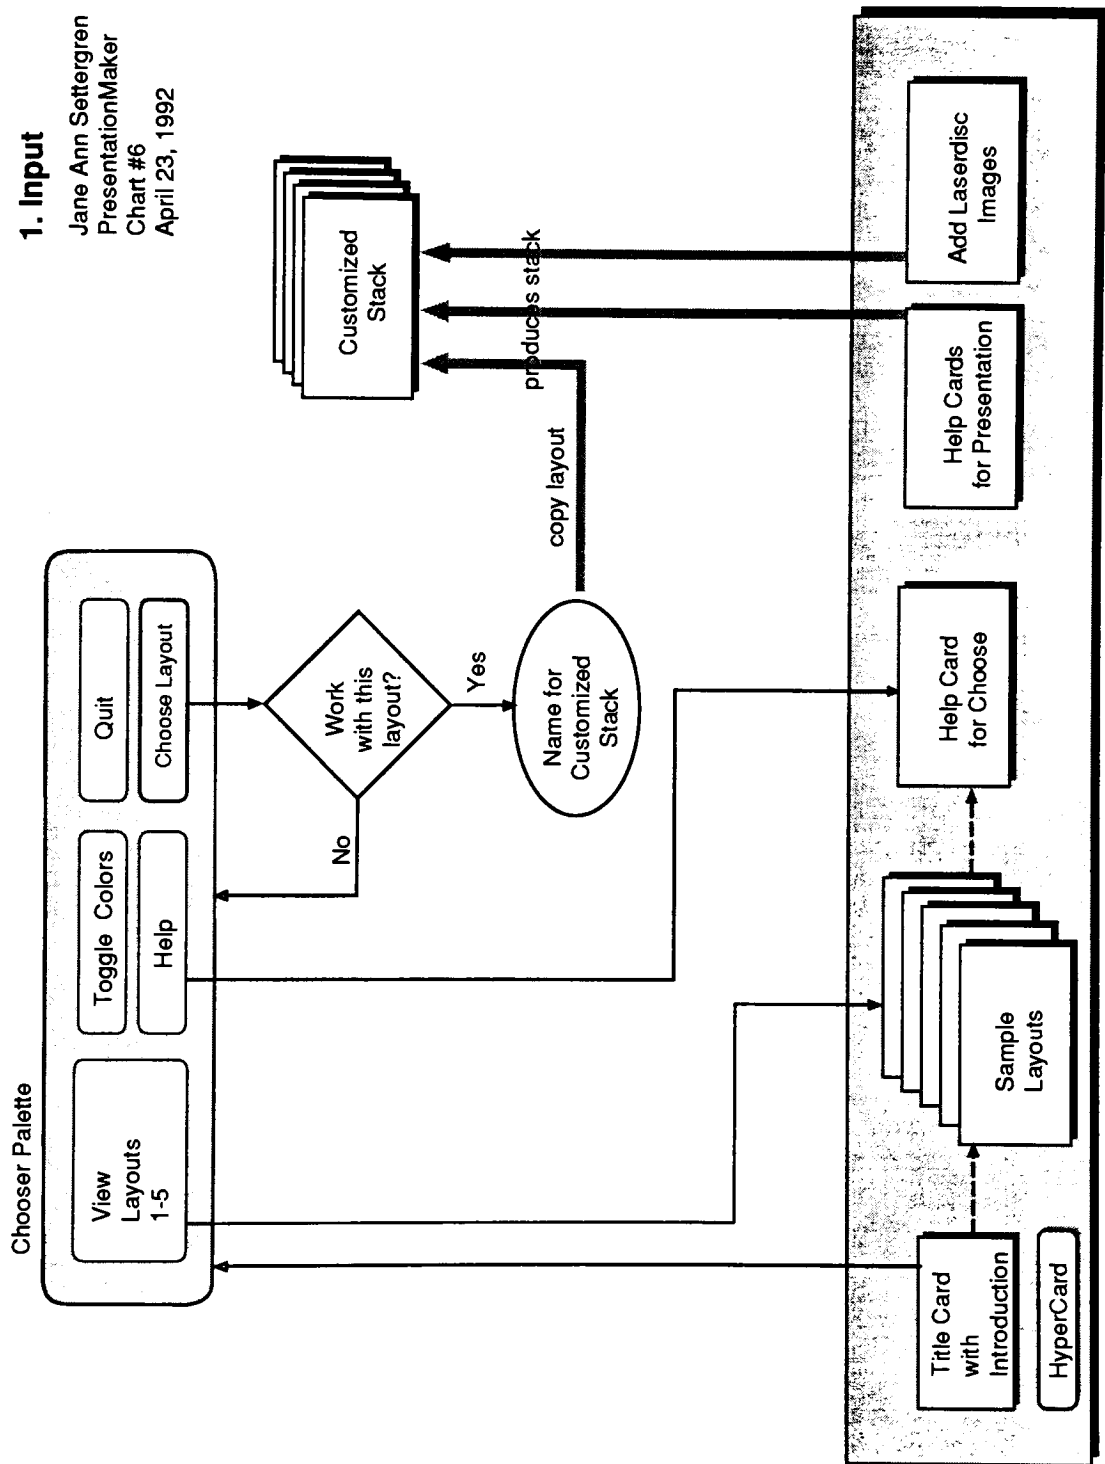 1. Input
Jane Ann Settergren
PresentationMaker
Chart #6
April 23, 1992
Chooser Palette
View
Layouts
1-5
Toggle Colors
Help
Quit
Choose Layout
Work
with this
layout?
No
Yes
Name for
Customized
Stack
copy layout
produces stack
Customized
Stack
Title Card
with
Introduction
HyperCard
Sample
Layouts
Help Card
for Choose
Help Cards
for Presentation
Add Laserdisc
Images